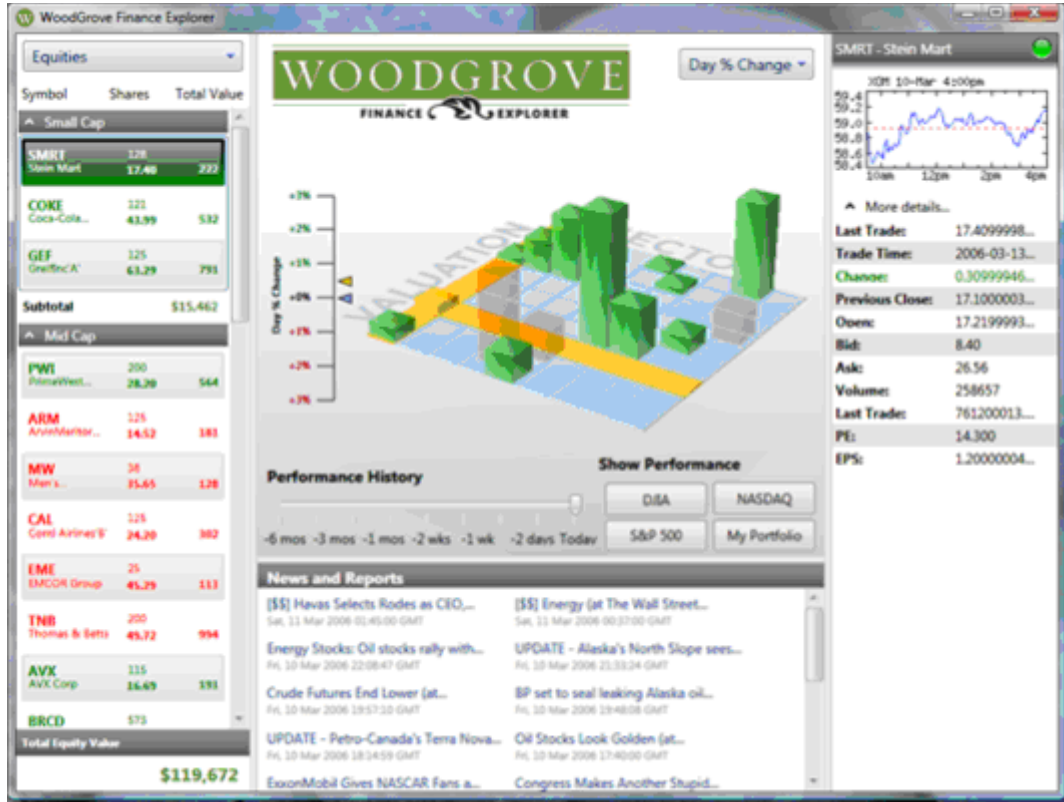 WoodGrove Finance Explorer
Equities
Symbol Shares Total Value
Small Cap
SMRT 128
Stein Mart 17.40 222
COKE 121
Coca-Cola... 43.99 532
GEF 125
Greiffinc'A' 63.29 791
Subtotal $15,462
Mid Cap
PWI 200
PrimeWest... 28.20 564
ARM 125
ArvinMeritor... 14.52 181
MW 38
Men's... 35.65 128
CAL 125
Contl Airlines'B' 24.20 302
EME 25
EMCOR Group 45.29 113
TNB 200
Thomas & Betts 49.72 994
AVX 115
AVX Corp 16.69 191
BRCD 573
Total Equity Value
$119,672
WOODGROVE
FINANCE EXPLORER
Day % Change
+3%
+2%
+1%
+0%
+1%
+2%
+3%
Day % Change
VALUATION
SECTOR
Performance History
-6 mos -3 mos -1 mos -2 wks -1 wk -2 days Today
Show Performance
DJIA NASDAQ
S&P 500 My Portfolio
News and Reports
[$$] Havas Selects Rodes as CEO,...
Sat, 11 Mar 2006 01:45:00 GMT
[$$] Energy (at The Wall Street...
Sat, 11 Mar 2006 00:37:00 GMT
Energy Stocks: Oil stocks rally with...
Fri, 10 Mar 2006 22:08:47 GMT
UPDATE - Alaska's North Slope sees...
Fri, 10 Mar 2006 21:33:24 GMT
Crude Futures End Lower (at...
Fri, 10 Mar 2006 19:57:10 GMT
BP set to seal leaking Alaska oil...
Fri, 10 Mar 2006 19:48:08 GMT
UPDATE - Petro-Canada's Terra Nova...
Fri, 10 Mar 2006 18:14:59 GMT
Oil Stocks Look Golden (at...
Fri, 10 Mar 2006 17:40:00 GMT
ExxonMobil Gives NASCAR Fans a...
Congress Makes Another Stupid...
SMRT - Stein Mart
XOM 10-Mar 4:00pm
59.4
59.2
59.0
58.8
58.6
58.4
10am 12pm 2pm 4pm
More details...
Last Trade: 17.4099998...
Trade Time: 2006-03-13...
Change: 0.30999946...
Previous Close: 17.1000003...
Open: 17.2199993...
Bid: 8.40
Ask: 26.56
Volume: 258657
Last Trade: 761200013...
PE: 14.300
EPS: 1.20000004...